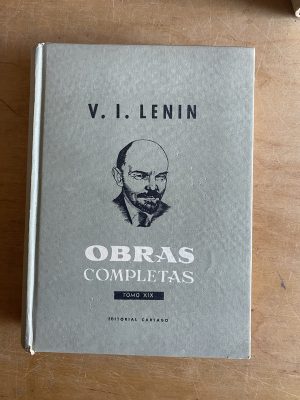 V. I. LENIN
OBRAS
COMPLETAS
TOMO XIX
EDITORIAL CARTAGO